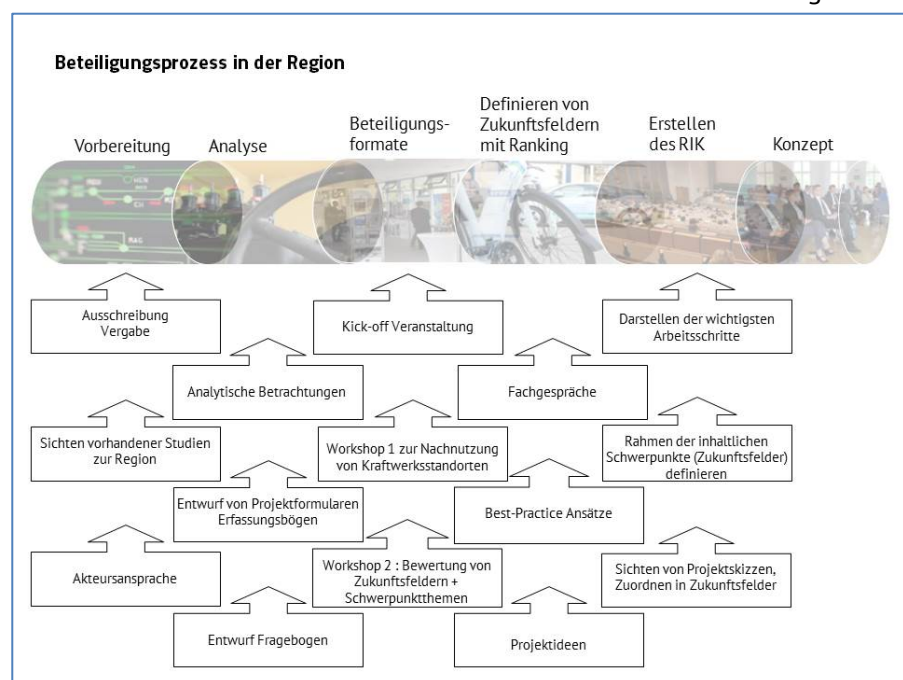 Beteiligungsprozess in der Region
Vorbereitung
Analyse
Beteiligungs-
formate
Definieren von
Zukunftsfeldern
mit Ranking
Erstellen
des RIK
Konzept
Ausschreibung
Vergabe
Kick-off Veranstaltung
Darstellen der wichtigsten
Arbeitsschritte
Analytische Betrachtungen
Fachgespräche
Sichten vorhandener Studien
zur Region
Workshop 1 zur Nachnutzung
von Kraftwerksstandorten
Rahmen der inhaltlichen
Schwerpunkte (Zukunftsfelder)
definieren
Entwurf von Projektformularen
Erfassungsbögen
Best-Practice Ansätze
Akteursansprache
Workshop 2 : Bewertung von
Zukunftsfeldern +
Schwerpunktthemen
Sichten von Projektskizzen,
Zuordnen in Zukunftsfelder
Entwurf Fragebogen
Projektideen